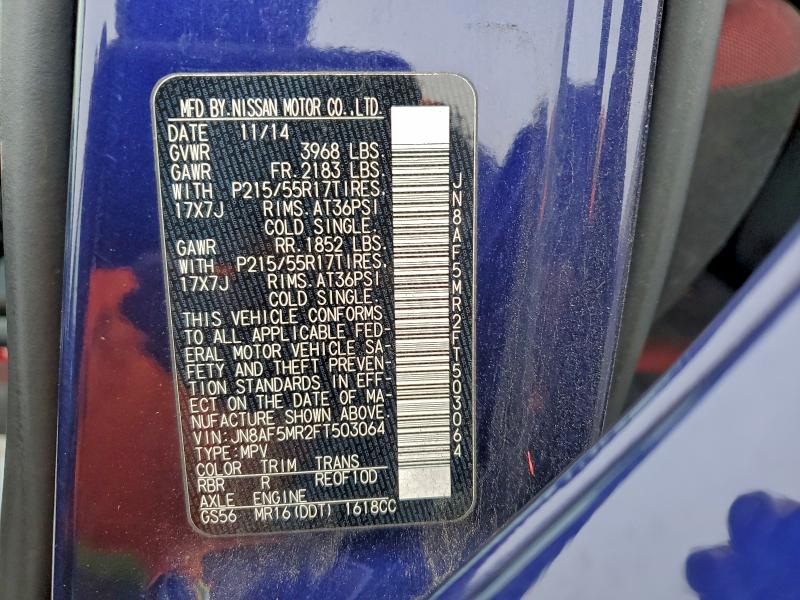 MFD BY.NISSAN MOTOR CO.,LTD.
DATE 11/14
GVWR 3968 LBS.
GAWR FR.2183 LBS.
WITH P215/55R17TIRES.
17X7J RIMS.AT36PSI
COLD SINGLE.
GAWR RR.1852 LBS.
WITH P215/55R17TIRES.
17X7J RIMS.AT36PSI
COLD SINGLE.
THIS VEHICLE CONFORMS
TO ALL APPLICABLE FED-
ERAL MOTOR VEHICLE SA-
FETY AND THEFT PREVEN-
TION STANDARDS IN EFF-
ECT ON THE DATE OF MA-
NUFACTURE SHOWN ABOVE.
VIN:JN8AF5MR2FT503064
TYPE:MPV
COLOR TRIM TRANS
RBR R RE0F10D
AXLE ENGINE
GS56 MR16(DDT) 1618CC
JN8AF5MR2FT503064